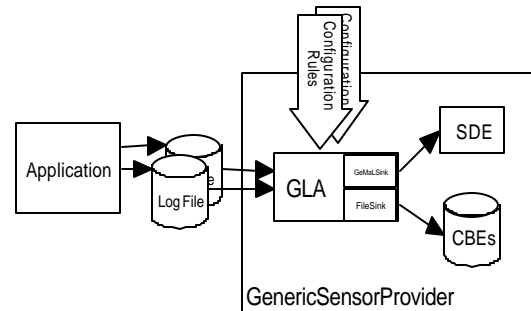 Configuration
Configuration
Rules
Application
Log File
e
GLA
GeMaLSink
FileSink
SDE
CBEs
GenericSensorProvider